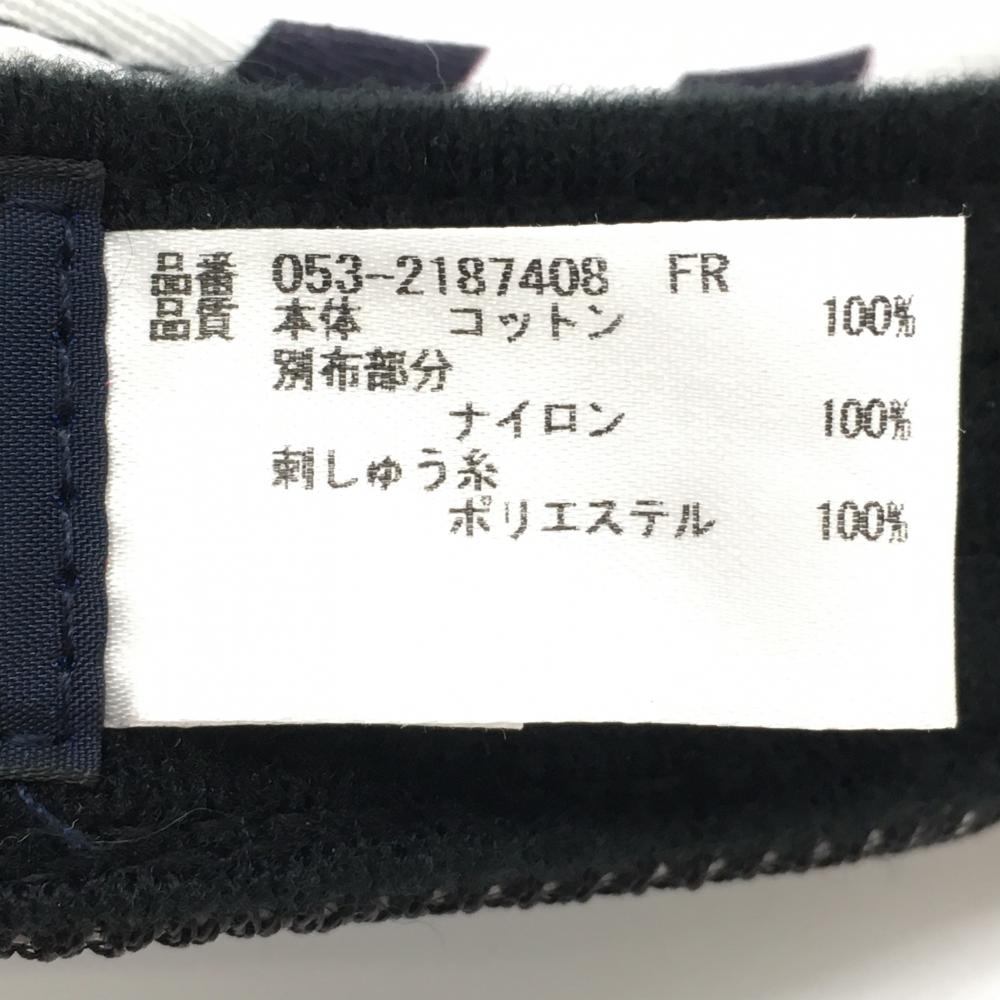 品番 053-2187408 FR
品質 本体 コットン 100%
別布部分
ナイロン 100%
刺しゅう糸
ポリエステル 100%